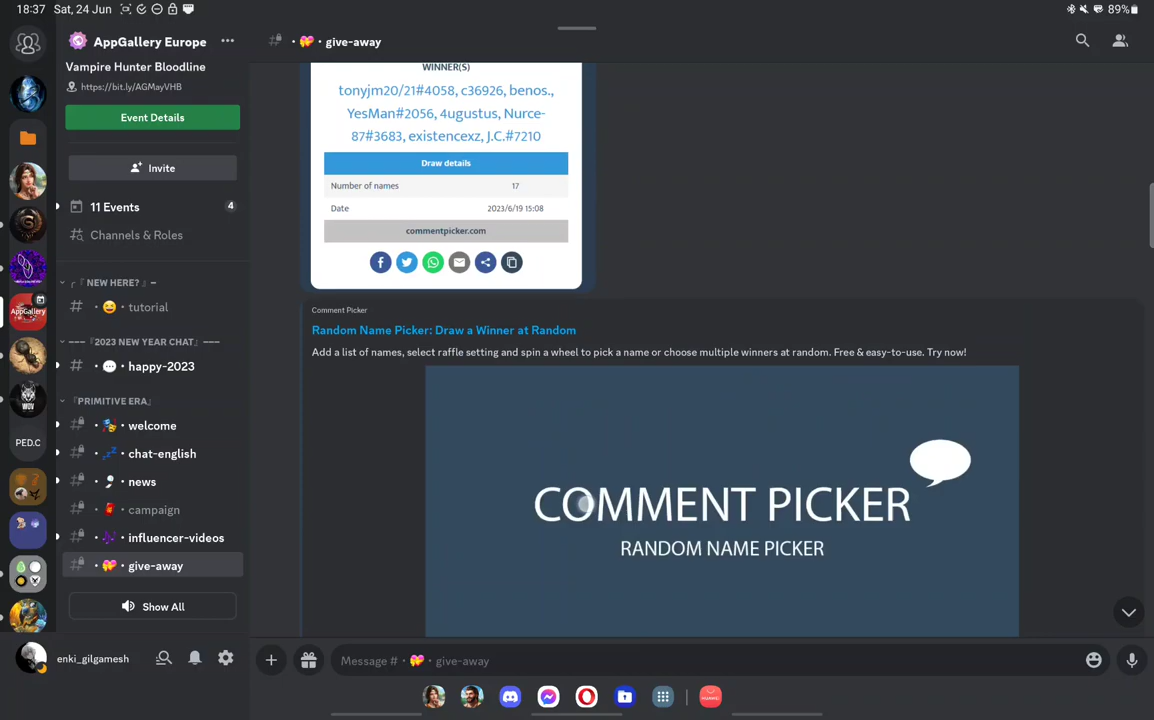 18:37 Sat, 24 Jun
89%
AppGallery Europe
Vampire Hunter Bloodline
https://bit.ly/AGMayVHB
Event Details
Invite
11 Events 4
Channels & Roles
『 NEW HERE? 』
tutorial
『2023 NEW YEAR CHAT』
happy-2023
『PRIMITIVE ERA』
welcome
chat-english
news
campaign
influencer-videos
give-away
Show All
enki_gilgamesh
AppGallery
WOV
PED.C
give-away
WINNER(S)
tonyjm20/21#4058, c36926, benos.,
YesMan#2056, 4ugustus, Nurce-
87#3683, existencexz, J.C.#7210
Draw details
Number of names 17
Date 2023/6/19 15:08
commentpicker.com
Comment Picker
Random Name Picker: Draw a Winner at Random
Add a list of names, select raffle setting and spin a wheel to pick a name or choose multiple winners at random. Free & easy-to-use. Try now!
COMMENT PICKER
RANDOM NAME PICKER
Message # • 💝 • give-away